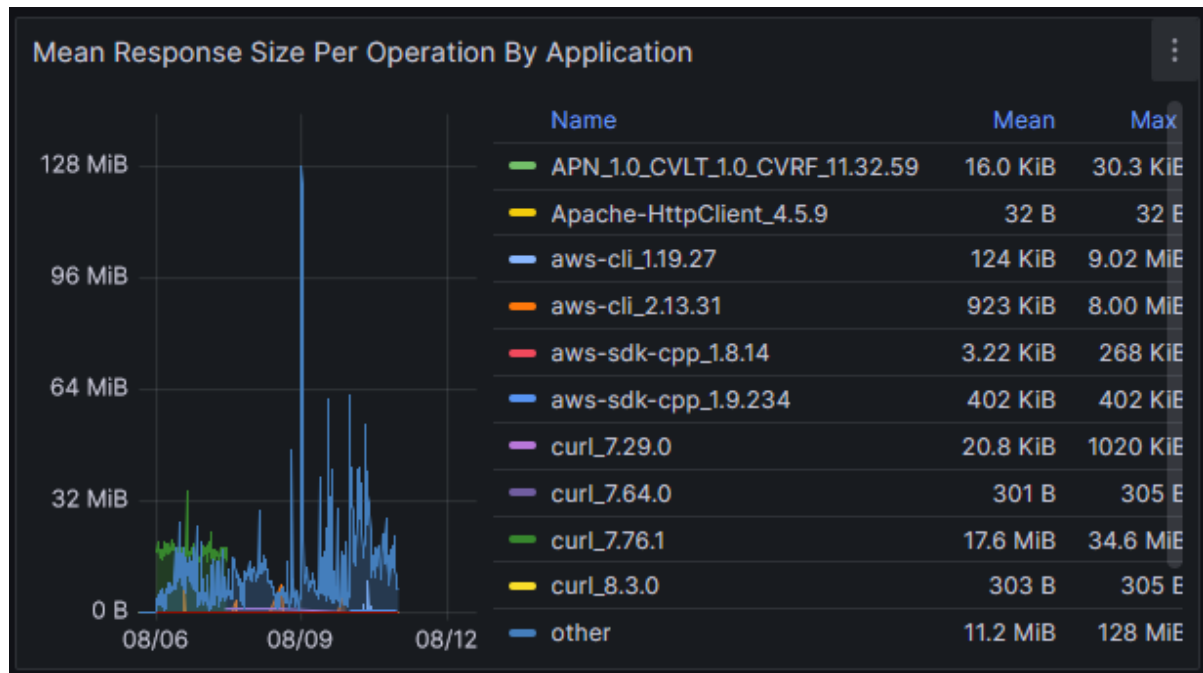 Mean Response Size Per Operation By Application
Name Mean Max
128 MiB
96 MiB
64 MiB
32 MiB
0 B
08/06 08/09 08/12
APN_1.0_CVLT_1.0_CVRF_11.32.59 16.0 KiB 30.3 KiB
Apache-HttpClient_4.5.9 32 B 32 B
aws-cli_1.19.27 124 KiB 9.02 MiB
aws-cli_2.13.31 923 KiB 8.00 MiB
aws-sdk-cpp_1.8.14 3.22 KiB 268 KiB
aws-sdk-cpp_1.9.234 402 KiB 402 KiB
curl_7.29.0 20.8 KiB 1020 KiB
curl_7.64.0 301 B 305 B
curl_7.76.1 17.6 MiB 34.6 MiB
curl_8.3.0 303 B 305 B
other 11.2 MiB 128 MiB